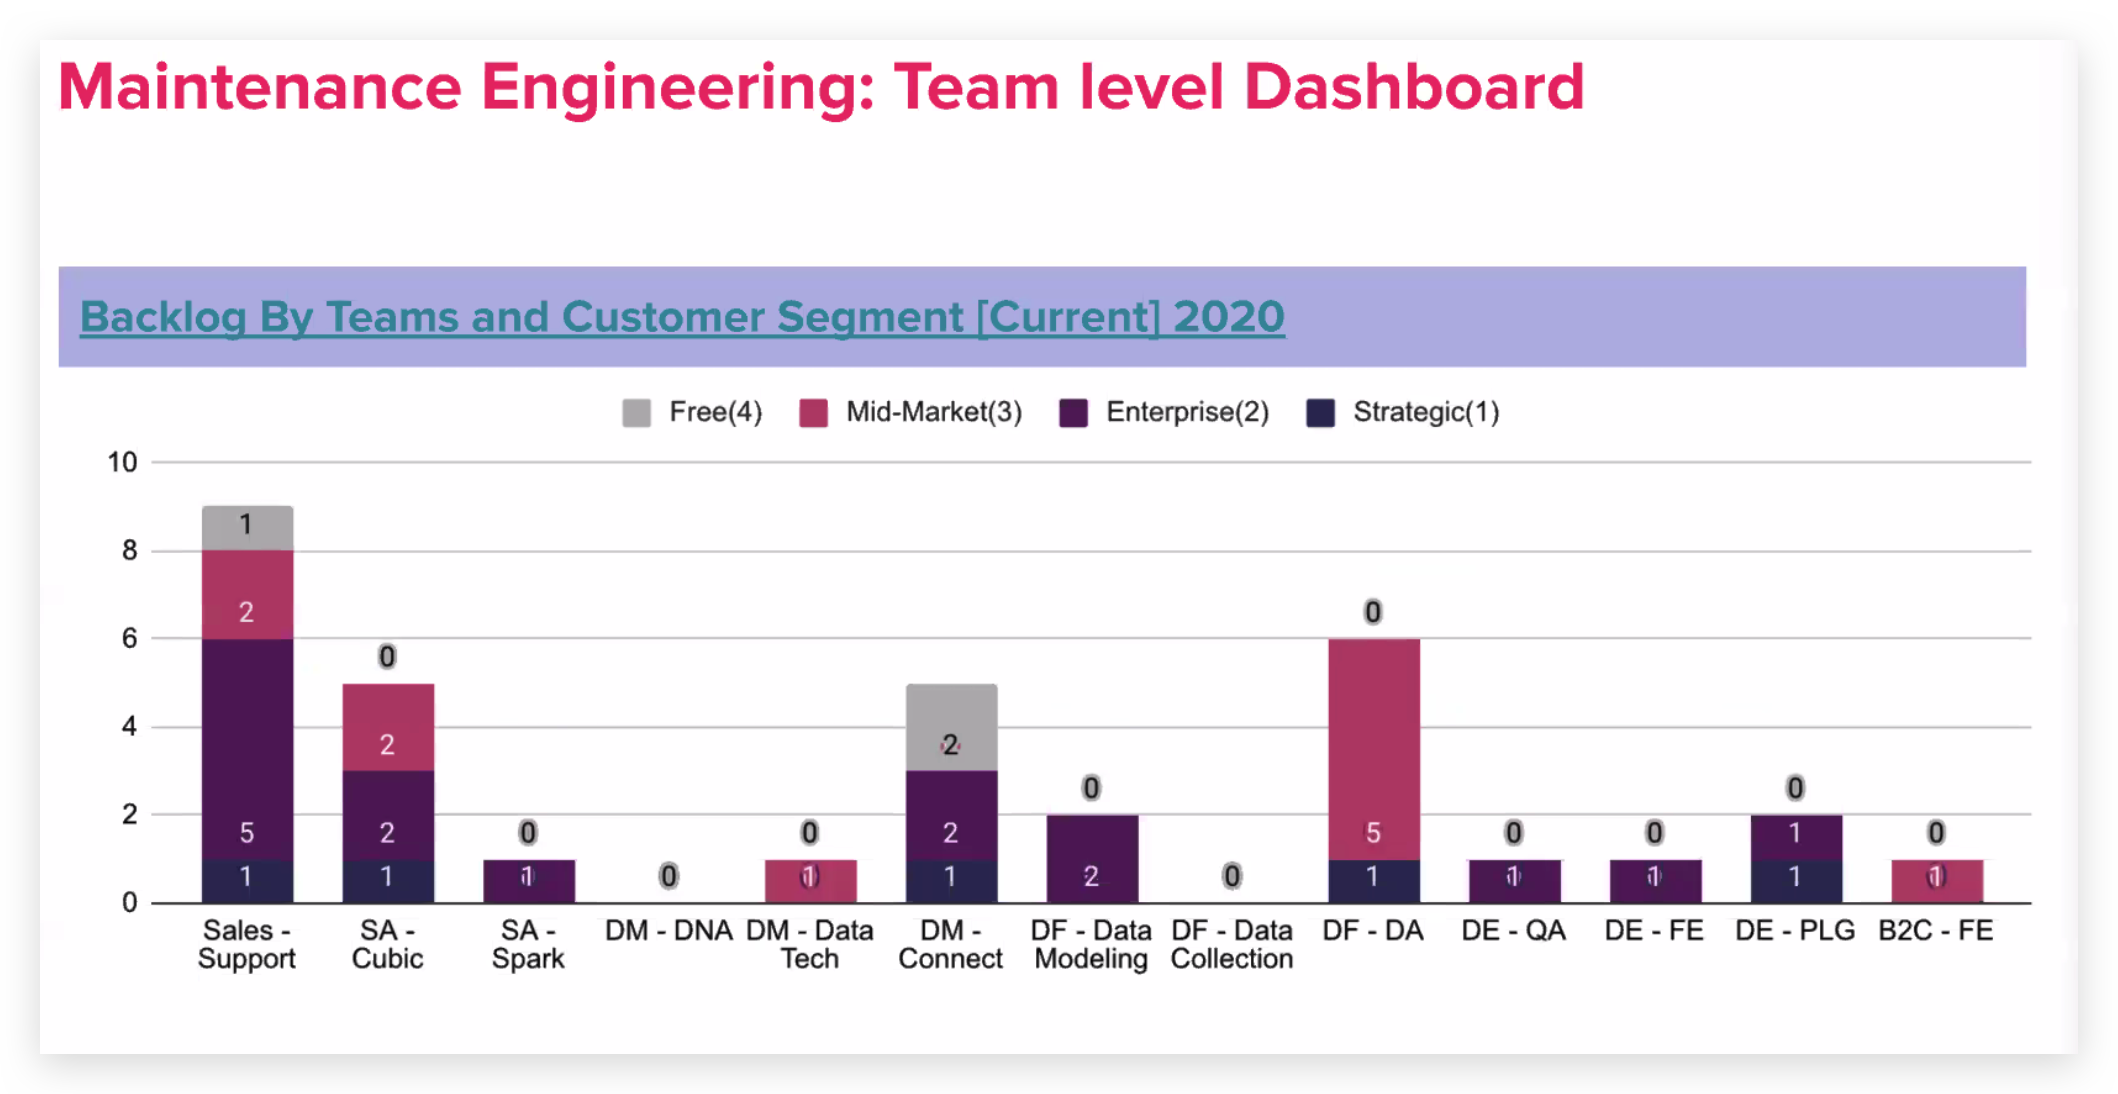 Maintenance Engineering: Team level Dashboard
Backlog By Teams and Customer Segment [Current] 2020
Free(4) Mid-Market(3) Enterprise(2) Strategic(1)
10
8
6
4
2
0
1
2
5
1
0
2
2
1
0
1
0
0
1
2
2
1
0
2
0
0
5
1
0
1
0
1
0
1
1
0
1
Sales - Support
SA - Cubic
SA - Spark
DM - DNA
DM - Data Tech
DM - Connect
DF - Data Modeling
DF - Data Collection
DF - DA
DE - QA
DE - FE
DE - PLG
B2C - FE